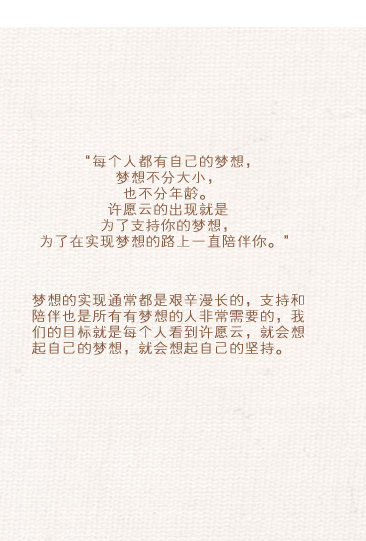 "每个人都有自己的梦想，
梦想不分大小，
也不分年龄。
许愿云的出现就是
为了支持你的梦想，
为了在实现梦想的路上一直陪伴你。"
梦想的实现通常都是艰辛漫长的，支持和
陪伴也是所有有梦想的人非常需要的，我
们的目标就是每个人看到许愿云，就会想
起自己的梦想，就会想起自己的坚持。